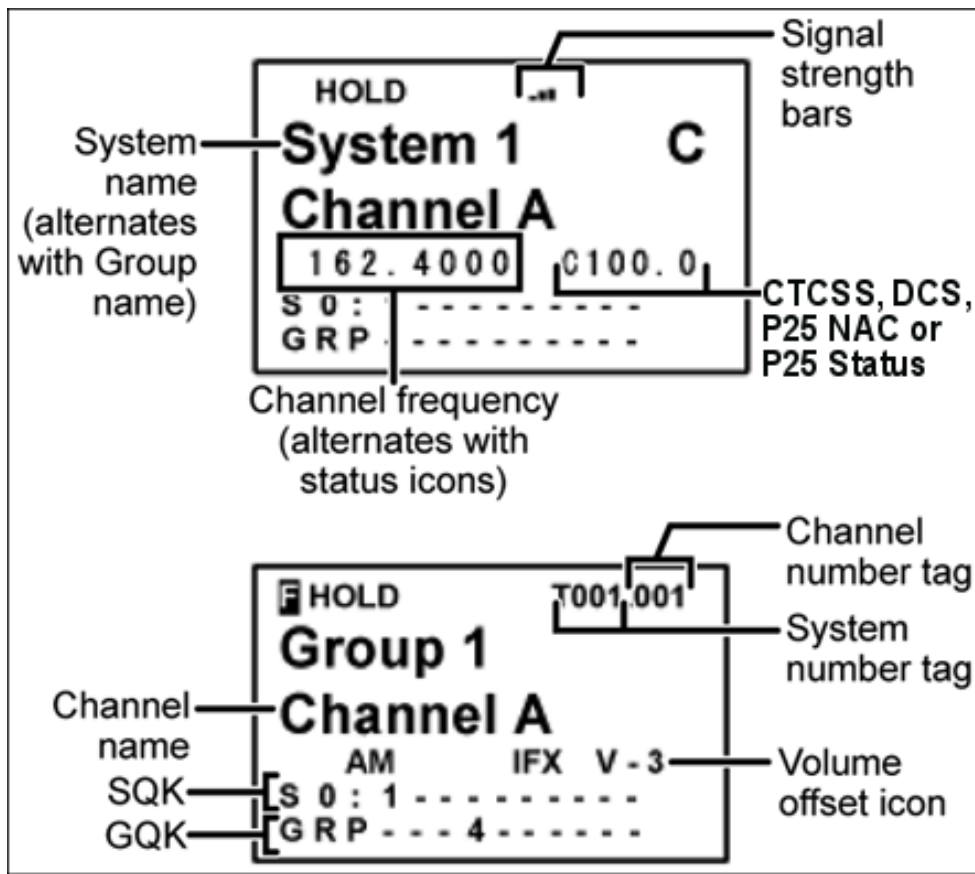 Signal
strength
bars
HOLD
System 1 C
Channel A
162.4000 C100.0
S0: - - - - - - - - -
GRP - - - - - - - - - -
System
name
(alternates
with Group
name)
CTCSS, DCS,
P25 NAC or
P25 Status
Channel frequency
(alternates with
status icons)
Channel
number tag
System
number tag
F HOLD T001 001
Group 1
Channel A
AM IFX V-3
S0:1 - - - - - - - - -
GRP - - - 4 - - - - - -
Channel
name
SQK
GQK
Volume
offset icon